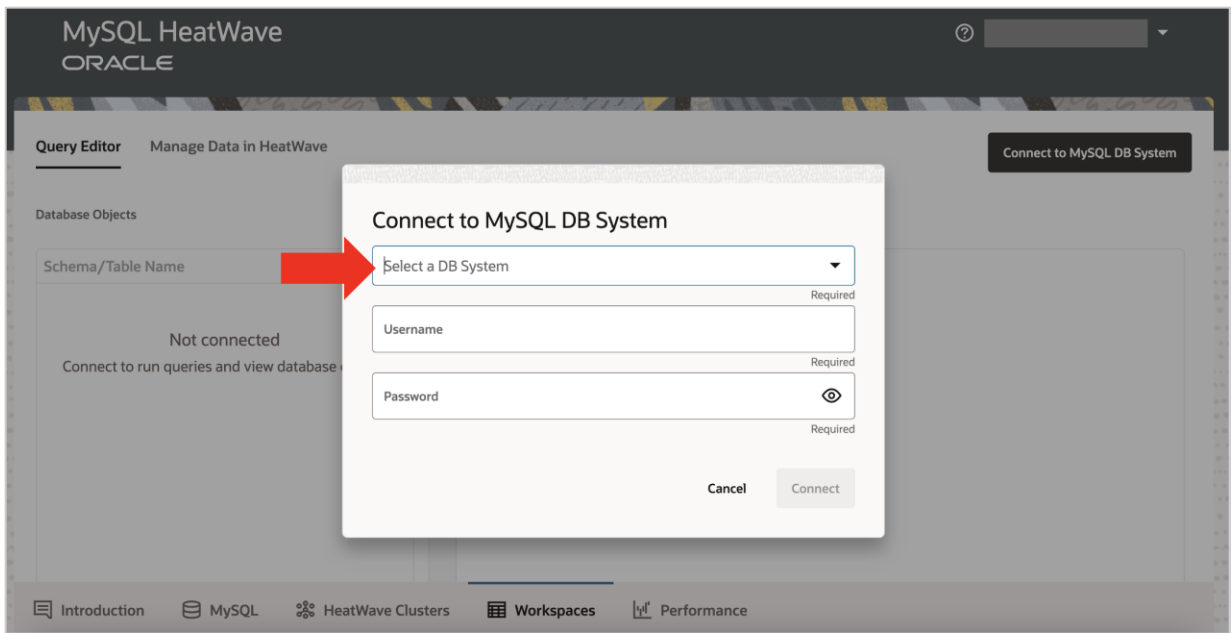 MySQL HeatWave
ORACLE
Query Editor
Manage Data in HeatWave
Connect to MySQL DB System
Database Objects
Schema/Table Name
Not connected
Connect to run queries and view database
Connect to MySQL DB System
Select a DB System
Required
Username
Required
Password
Required
Cancel
Connect
Introduction
MySQL
HeatWave Clusters
Workspaces
Performance